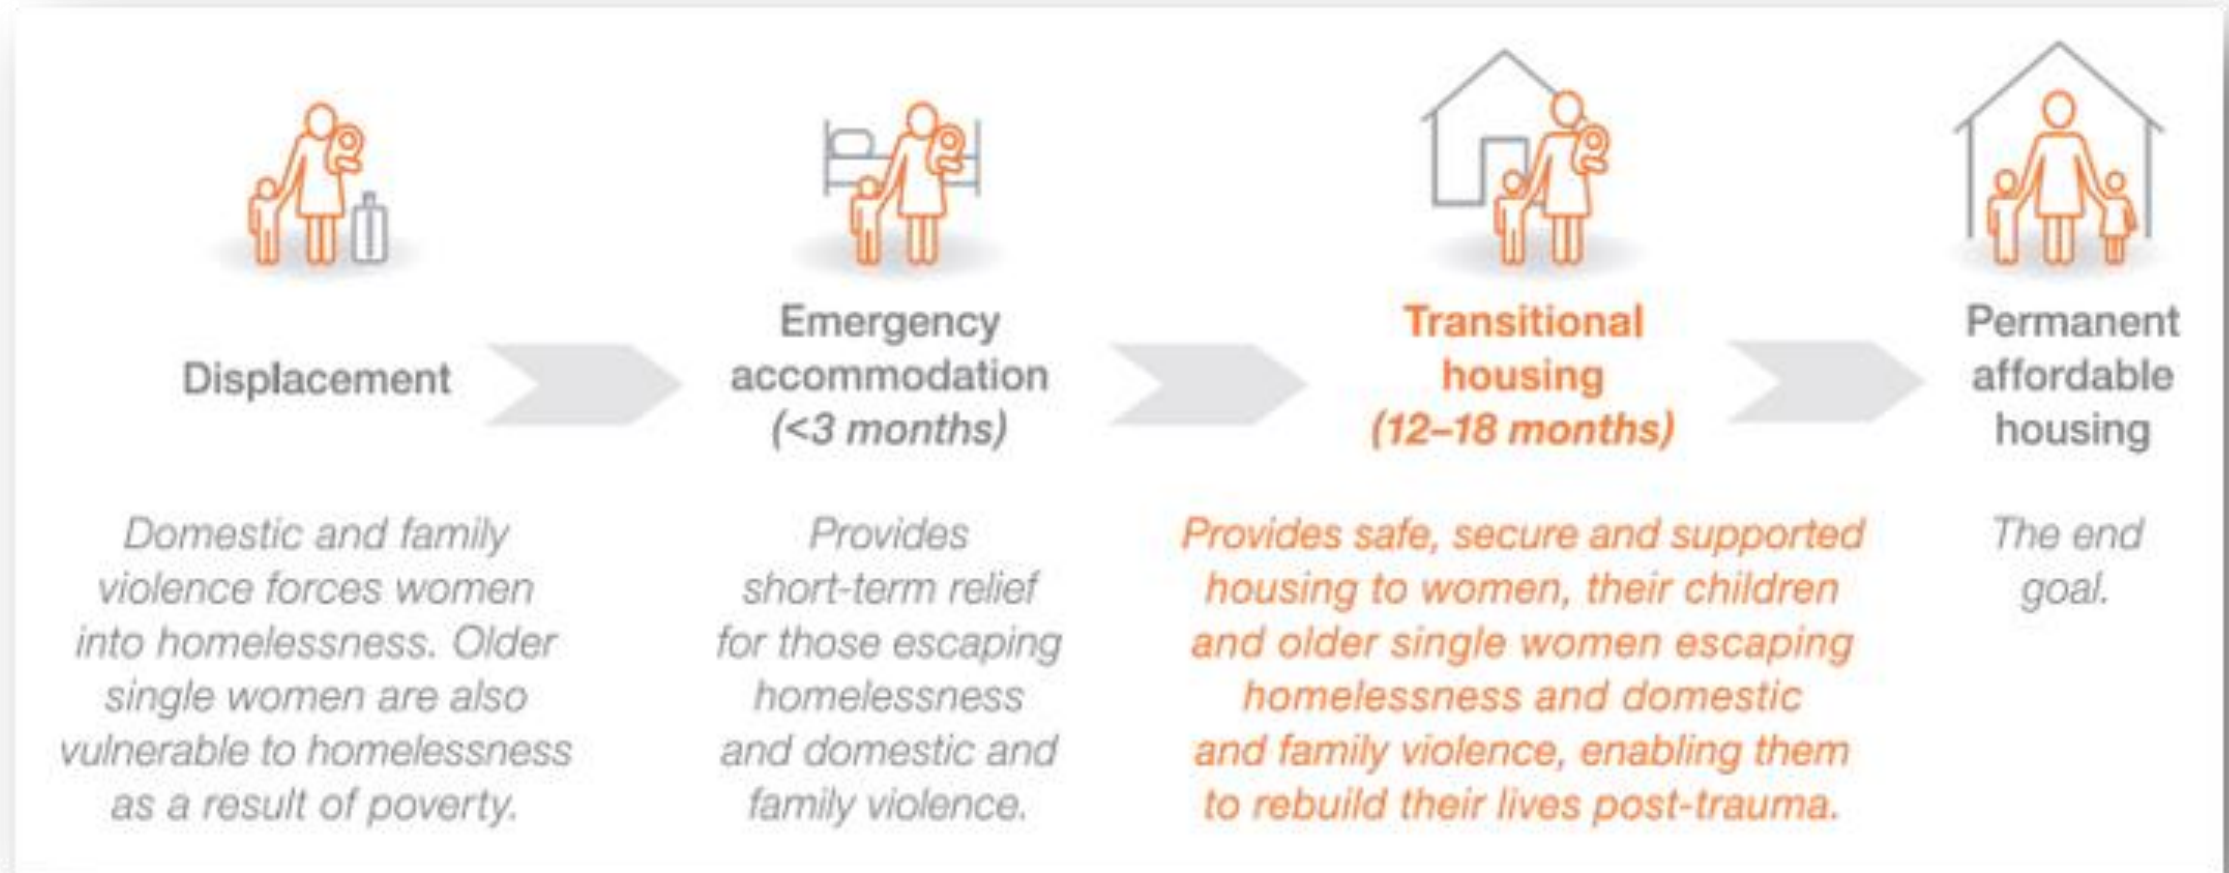 Displacement
Domestic and family
violence forces women
into homelessness. Older
single women are also
vulnerable to homelessness
as a result of poverty.
Emergency
accommodation
(<3 months)
Provides
short-term relief
for those escaping
homelessness
and domestic and
family violence.
Transitional
housing
(12–18 months)
Provides safe, secure and supported
housing to women, their children
and older single women escaping
homelessness and domestic
and family violence, enabling them
to rebuild their lives post-trauma.
Permanent
affordable
housing
The end
goal.